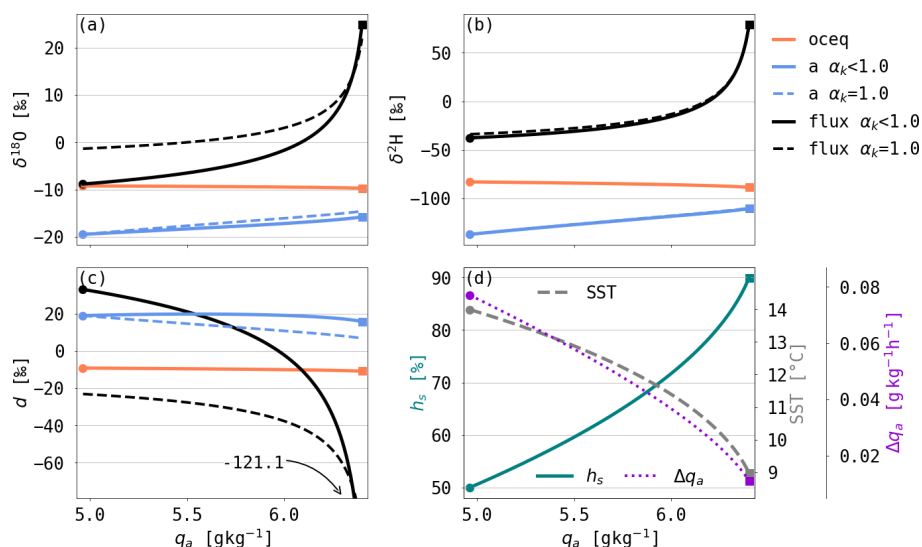 (a)
20
10
0
−10
−20
δ¹⁸O [‰]
(b)
50
0
−50
−100
δ²H [‰]
oceq
a αₖ<1.0
a αₖ=1.0
flux αₖ<1.0
flux αₖ=1.0
(c)
20
0
−20
−40
−60
d [‰]
-121.1
5.0
5.5
6.0
qₐ [gkg⁻¹]
(d)
90
80
70
60
50
hₛ [%]
SST
hₛ
Δqₐ
5.0
5.5
6.0
qₐ [gkg⁻¹]
14
13
12
11
10
9
SST [°C]
0.08
0.06
0.04
0.02
Δqₐ [g kg⁻¹h⁻¹]